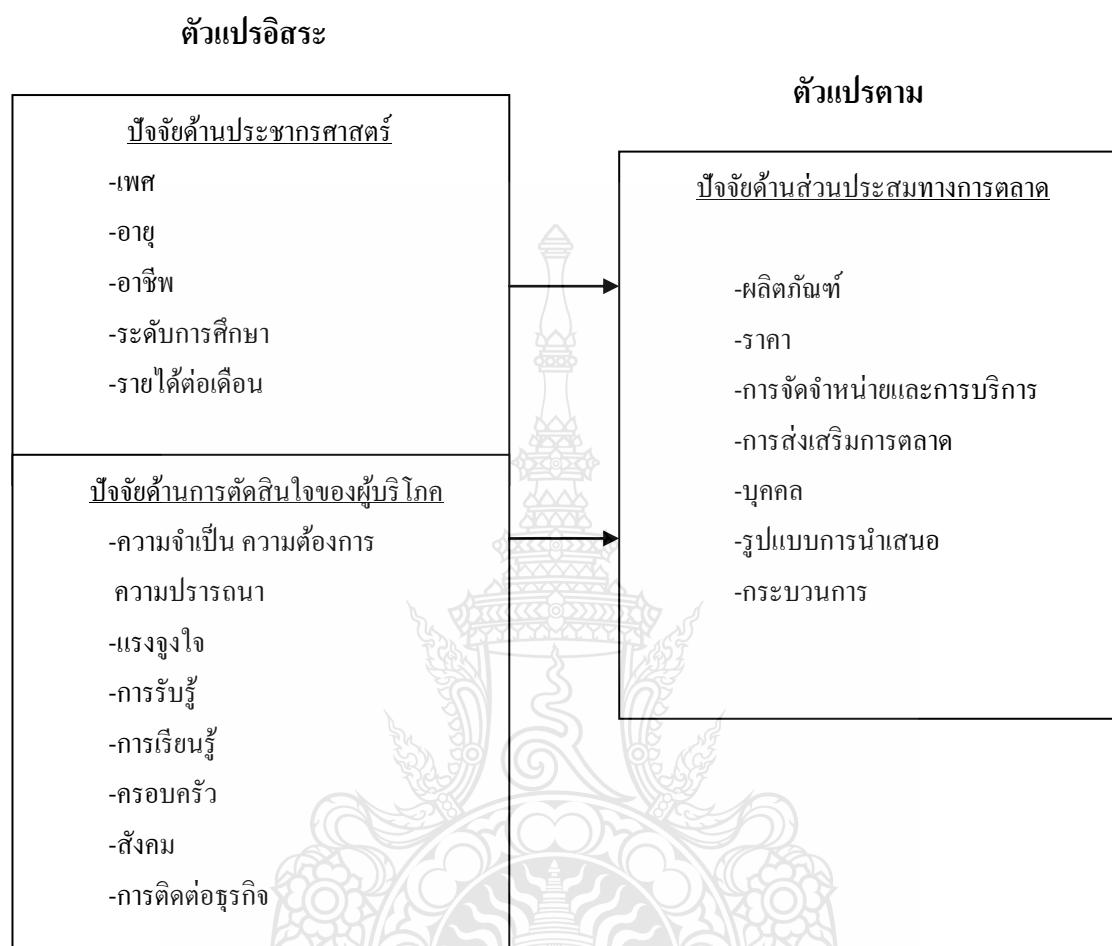 ตัวแปรอิสระ
ปัจจัยด้านประชากรศาสตร์
-เพศ
-อายุ
-อาชีพ
-ระดับการศึกษา
-รายได้ต่อเดือน
ปัจจัยด้านการตัดสินใจของผู้บริโภค
-ความจำเป็น ความต้องการ
ความปรารถนา
-แรงจูงใจ
-การรับรู้
-การเรียนรู้
-ครอบครัว
-สังคม
-การติดต่อธุรกิจ
ตัวแปรตาม
ปัจจัยด้านส่วนประสมทางการตลาด
-ผลิตภัณฑ์
-ราคา
-การจัดจำหน่ายและการบริการ
-การส่งเสริมการตลาด
-บุคคล
-รูปแบบการนำเสนอ
-กระบวนการ